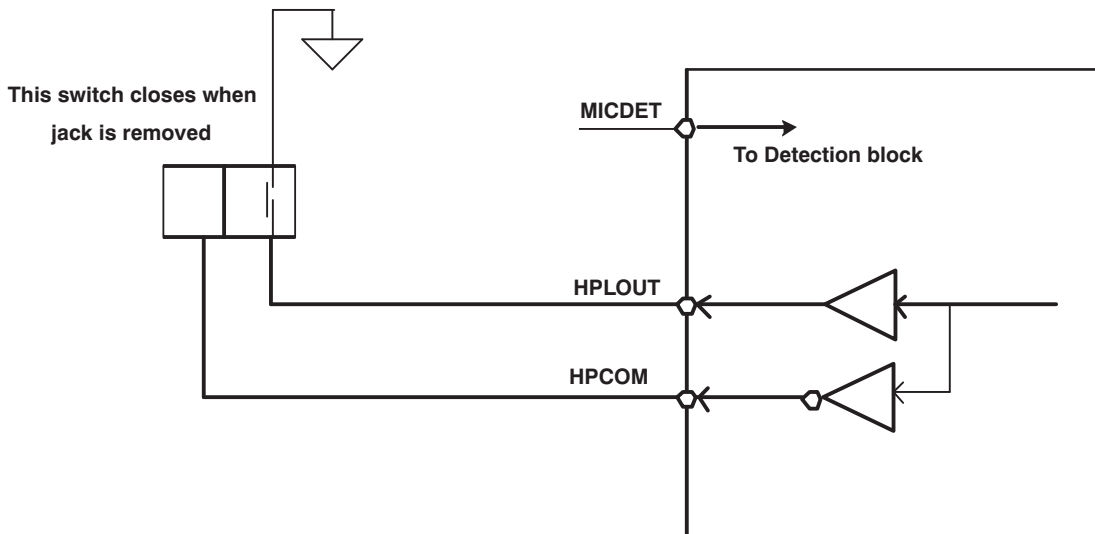 This switch closes when
jack is removed
MICDET
To Detection block
HPLOUT
HPCOM